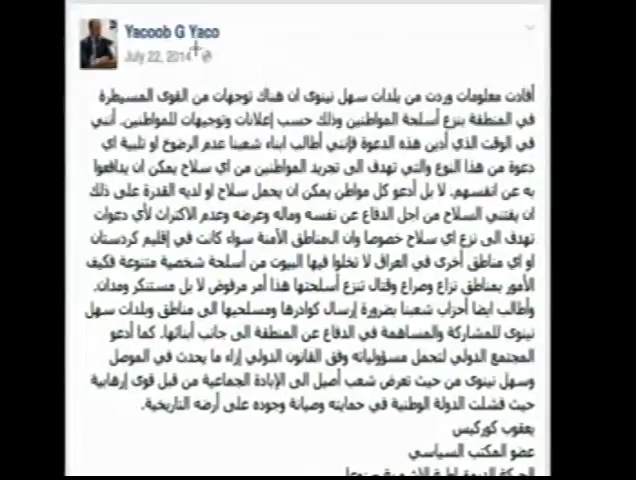 Yacoob G Yaco
July 22, 2014
أفادت معلومات وردت من بلدات سهل نينوى ان هناك توجهات من القوى المسيطرة
في المنطقة بنزع أسلحة المواطنين وذلك حسب إعلانات وتوجيهات للمواطنين. أنني
في الوقت الذي أدين هذه الدعوة فإنني أطالب ابناء شعبنا عدم الرضوخ او تلبية اي
دعوة من هذا النوع والتي تهدف الى تجريد المواطنين من اي سلاح يمكن ان يدافعوا
به عن انفسهم. لا بل أدعو كل مواطن يمكن ان يحمل سلاح او لديه القدرة على ذلك
ان يقتني السلاح من اجل الدفاع عن نفسه وماله وعرضه وعدم الاكتراث لأي دعوات
تهدف الى نزع اي سلاح خصوصا وان المناطق الأمنة سواء كانت في إقليم كردستان
او اي مناطق أخرى في العراق لا تخلوا فيها البيوت من أسلحة شخصية متنوعة فكيف
الأمور بمناطق نزاع وصراع وقتال تنزع أسلحتها هذا أمر مرفوض لا بل مستنكر ومدان.
وأطالب ايضا أحزاب شعبنا بضرورة إرسال كوادرها ومسلحيها الى مناطق وبلدات سهل
نينوى للمشاركة والمساهمة في الدفاع عن المنطقة الى جانب أبنائها. كما أدعو
المجتمع الدولي لتحمل مسؤولياته وفق القانون الدولي إزاء ما يحدث في الموصل
وسهل نينوى من حيث تعرض شعب أصيل الى الإبادة الجماعية من قبل قوى إرهابية
حيث فشلت الدولة الوطنية في حمايته وصيانة وجوده على أرضه التاريخية.
يعقوب كوركيس
عضو المكتب السياسي